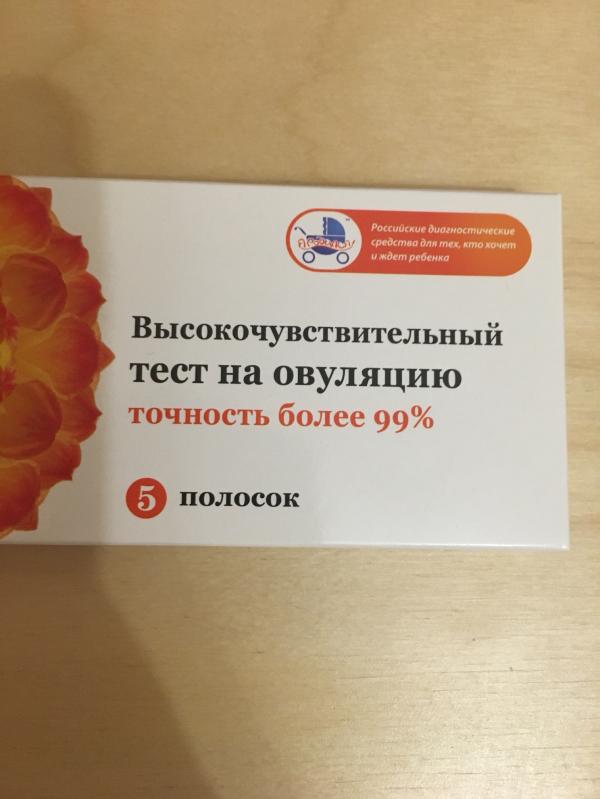 Российские диагностические
средства для тех, кто хочет
и ждет ребенка
Высокочувствительный
тест на овуляцию
точность более 99%
5 полосок